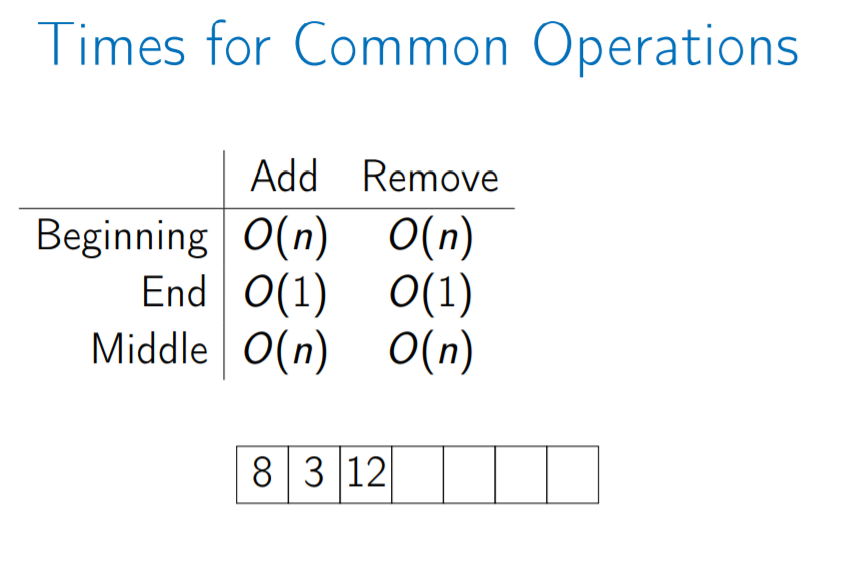 Times for Common Operations
Add Remove
Beginning O(n) O(n)
End O(1) O(1)
Middle O(n) O(n)
8 3 12